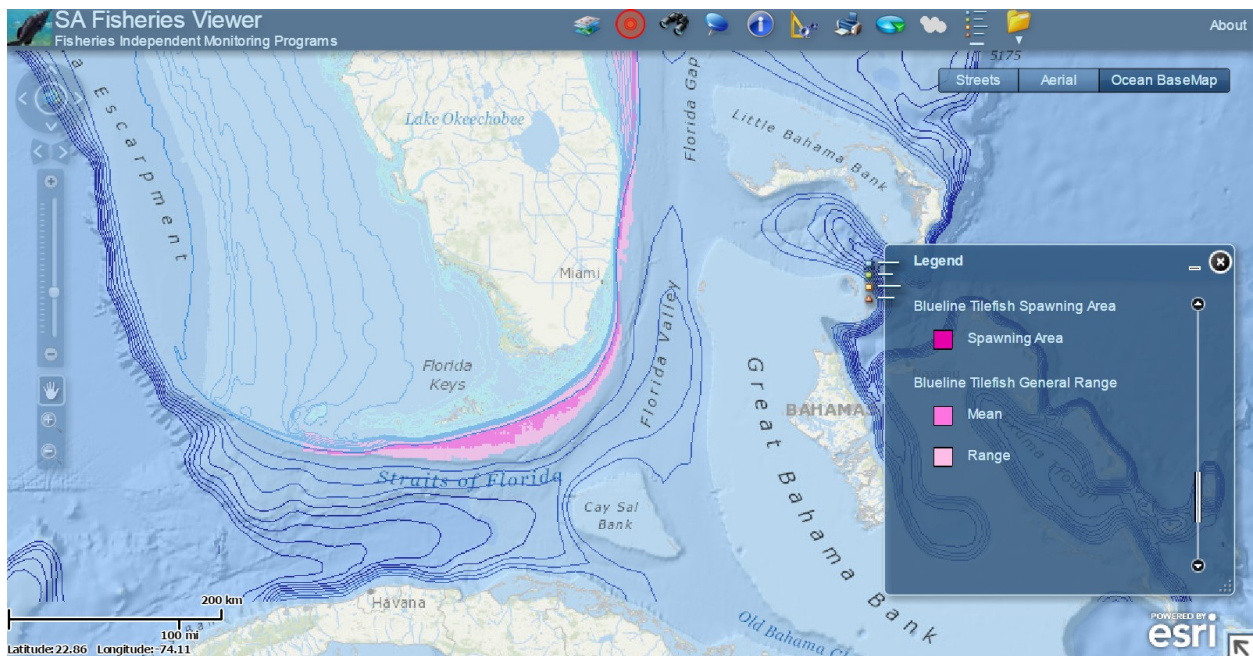 SA Fisheries Viewer
Fisheries Independent Monitoring Programs
About
5175
Streets
Aerial
Ocean BaseMap
Escarpment
Lake Okeechobee
Florida Gap
Little Bahama Bank
Miami
Florida
Keys
Florida Valley
Great Bahama Bank
BAHAMAS
Straits of Florida
Cay Sal
Bank
Havana
Old Bahama
Legend
Blueline Tilefish Spawning Area
Spawning Area
Blueline Tilefish General Range
Mean
Range
200 km
100 mi
Latitude:22.86 Longitude:-74.11
POWERED BY
esri